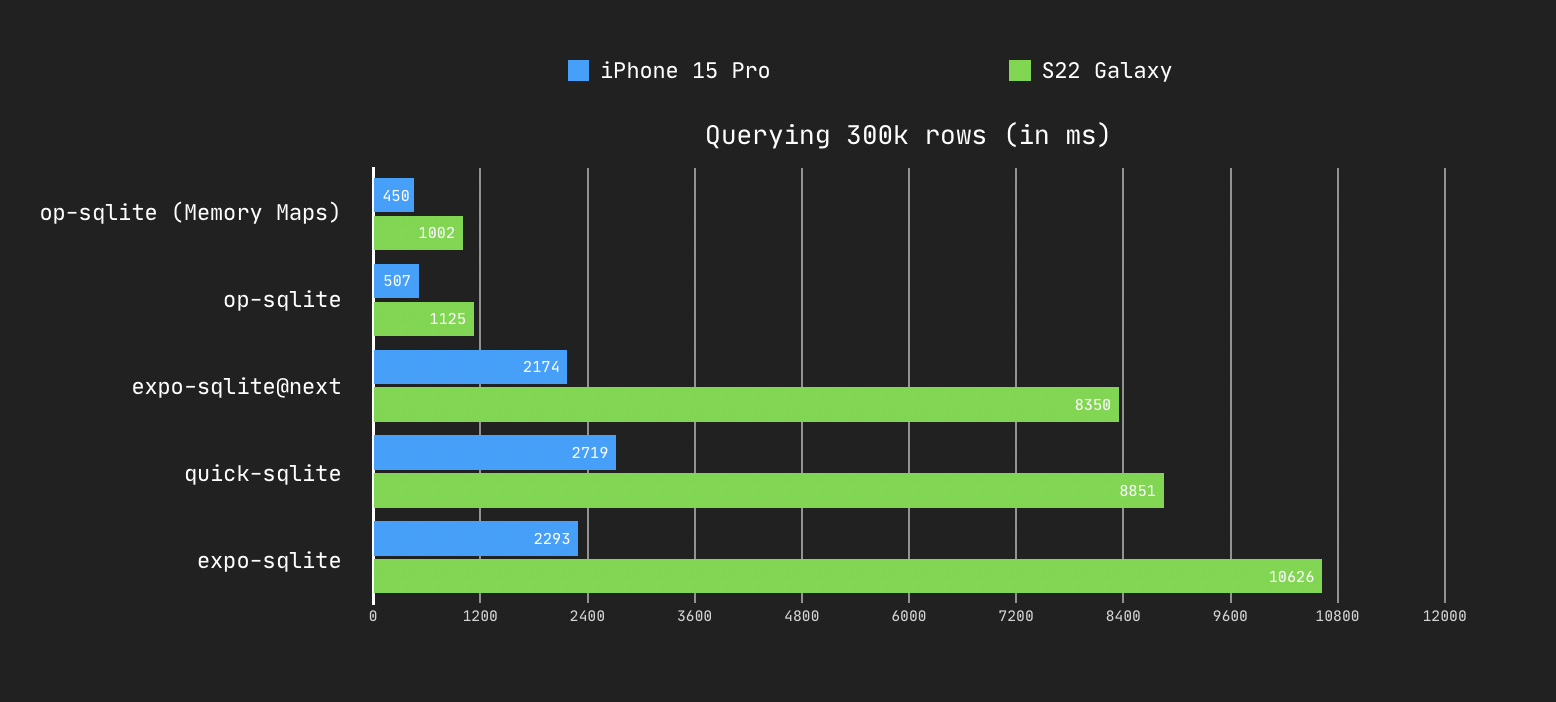 iPhone 15 Pro
S22 Galaxy
Querying 300k rows (in ms)
op-sqlite (Memory Maps)
450
1002
op-sqlite
507
1125
expo-sqlite@next
2174
8350
quick-sqlite
2719
8851
expo-sqlite
2293
10626
0 1200 2400 3600 4800 6000 7200 8400 9600 10800 12000